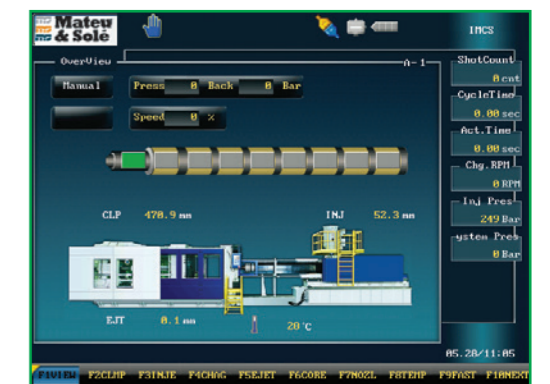 Mateu
& Solé
IMCS
OverView
A-1
Manual
Press 0 Back 0 Bar
Speed 0 %
ShotCount
0 cnt
CycleTime
0.00 sec
Act.Time
0.00 sec
Chg.RPM
0 RPM
Inj Pres
249 Bar
ystem Pres
0 Bar
CLP 470.9 mm
INJ 52.3 mm
EJT 0.1 mm
20 °C
05.28/11:05
F1VIEW F2CLMP F3INJE F4CHAG F5EJET F6CORE F7NOZL F8TEMP F9FAST F10NEXT